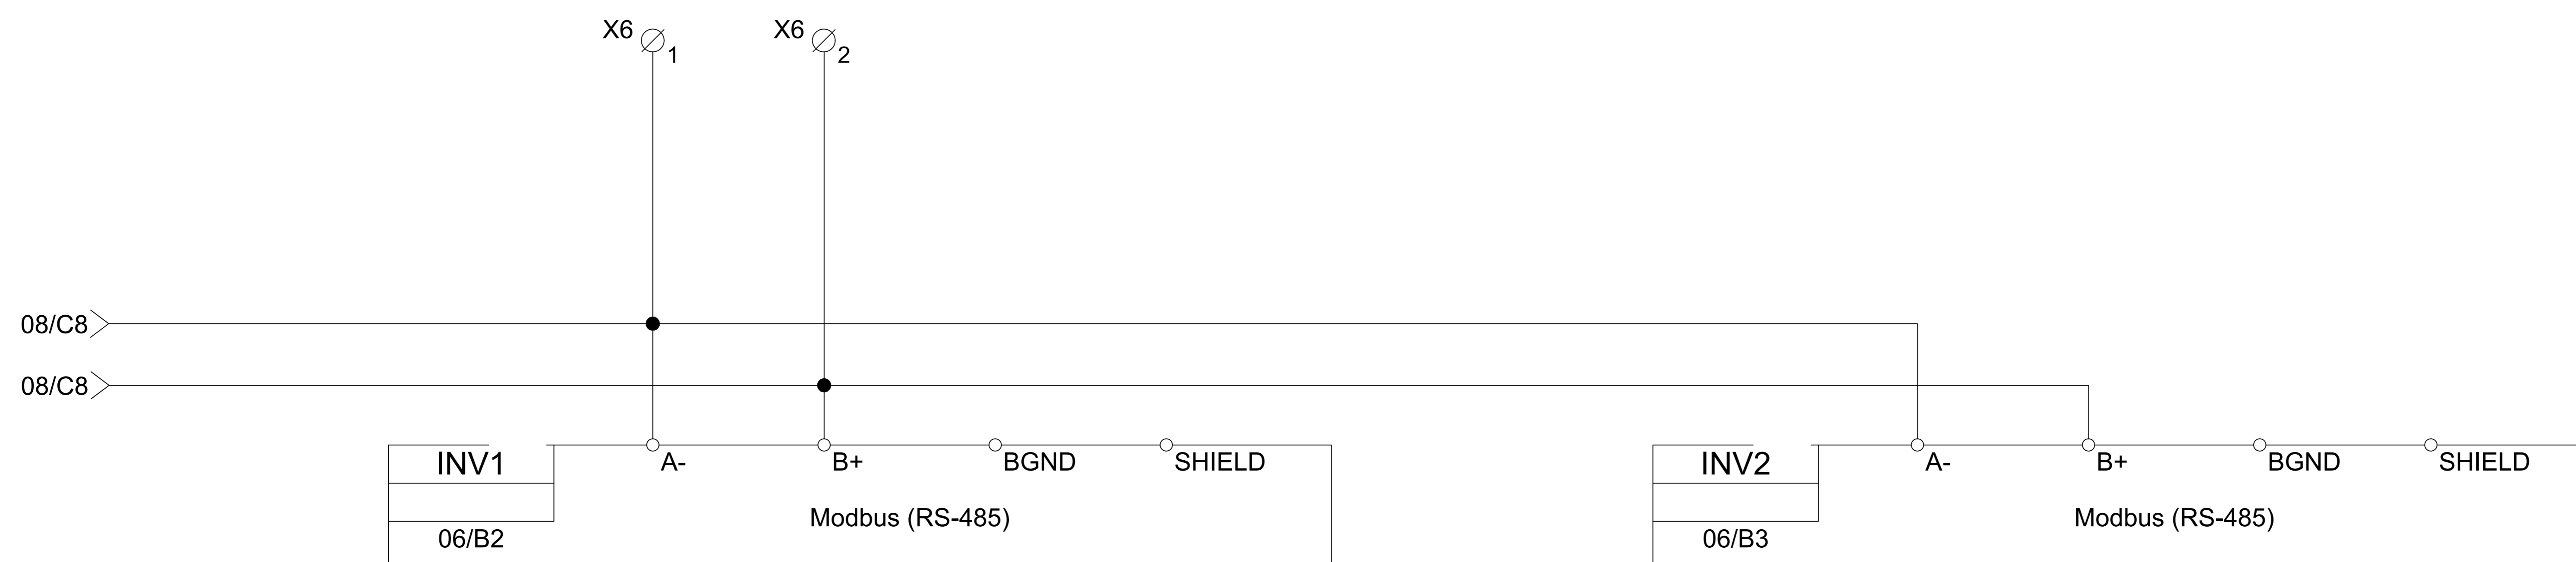 X6
1
X6
2
08/C8
08/C8
INV1
A-
B+
BGND
SHIELD
Modbus (RS-485)
06/B2
INV2
A-
B+
BGND
SHIELD
Modbus (RS-485)
06/B3